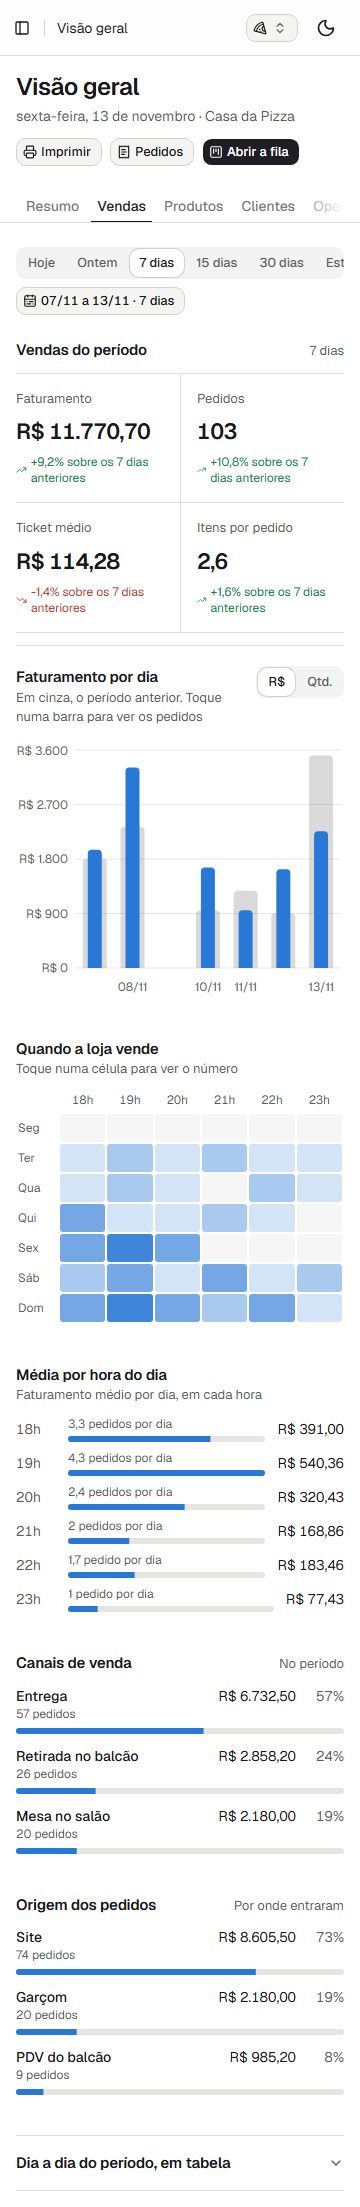 Visão geral
Visão geral
sexta-feira, 13 de novembro · Casa da Pizza
Imprimir Pedidos Abrir a fila
Resumo Vendas Produtos Clientes Ope
Hoje Ontem 7 dias 15 dias 30 dias Est
07/11 a 13/11 · 7 dias
Vendas do período 7 dias
Faturamento Pedidos
R$ 11.770,70 103
+9,2% sobre os 7 dias +10,8% sobre os 7
anteriores dias anteriores
Ticket médio Itens por pedido
R$ 114,28 2,6
-1,4% sobre os 7 dias +1,6% sobre os 7 dias
anteriores anteriores
Faturamento por dia R$ Qtd.
Em cinza, o período anterior. Toque
numa barra para ver os pedidos
R$ 3.600
R$ 2.700
R$ 1.800
R$ 900
R$ 0
08/11 10/11 11/11 13/11
Quando a loja vende
Toque numa célula para ver o número
18h 19h 20h 21h 22h 23h
Seg
Ter
Qua
Qui
Sex
Sáb
Dom
Média por hora do dia
Faturamento médio por dia, em cada hora
18h 3,3 pedidos por dia R$ 391,00
19h 4,3 pedidos por dia R$ 540,36
20h 2,4 pedidos por dia R$ 320,43
21h 2 pedidos por dia R$ 168,86
22h 1,7 pedido por dia R$ 183,46
23h 1 pedido por dia R$ 77,43
Canais de venda No período
Entrega R$ 6.732,50 57%
57 pedidos
Retirada no balcão R$ 2.858,20 24%
26 pedidos
Mesa no salão R$ 2.180,00 19%
20 pedidos
Origem dos pedidos Por onde entraram
Site R$ 8.605,50 73%
74 pedidos
Garçom R$ 2.180,00 19%
20 pedidos
PDV do balcão R$ 985,20 8%
9 pedidos
Dia a dia do período, em tabela